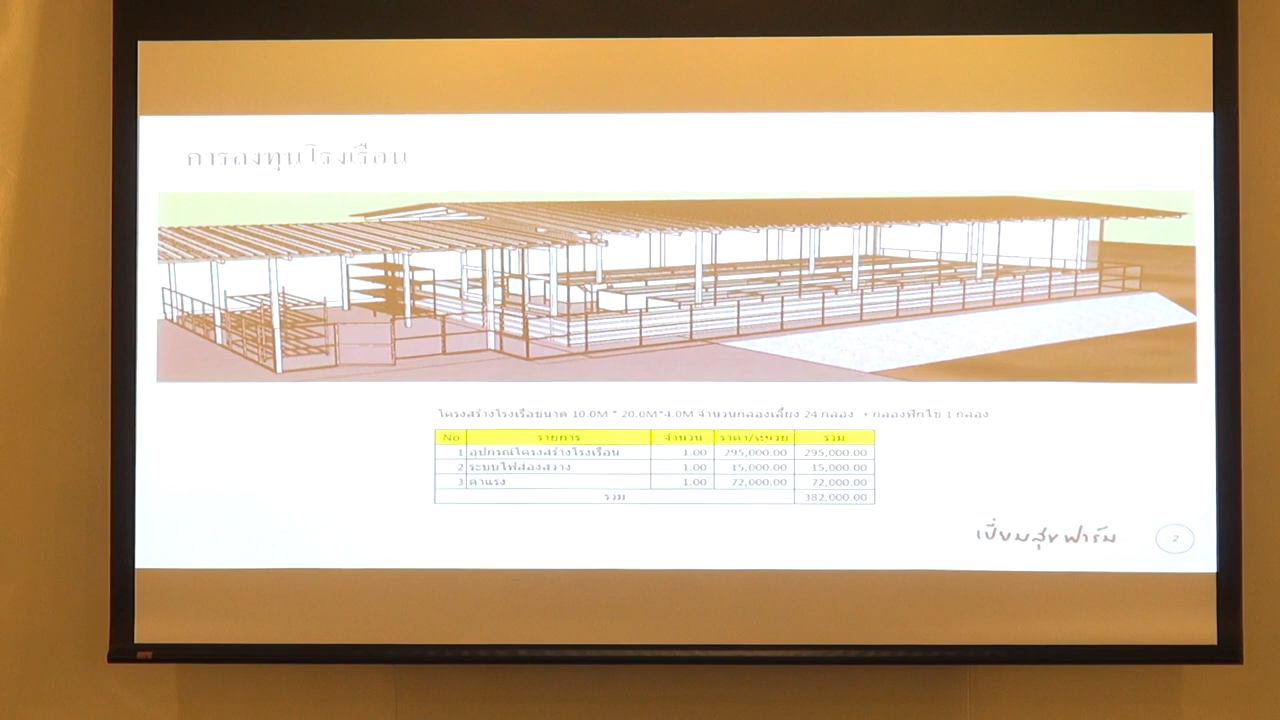 การลงทุนโรงเรือน
โครงสร้างโรงเรือขนาด 10.0M * 20.0M*4.0M จำนวนกล่องเลี้ยง 24 กล่อง + กล่องฟักไข่ 1 กล่อง
No รายการ จำนวน ราคา/หน่วย รวม
1 อุปกรณ์โครงสร้างโรงเรือน 1.00 295,000.00 295,000.00
2 ระบบไฟส่องสว่าง 1.00 15,000.00 15,000.00
3 ค่าแรง 1.00 72,000.00 72,000.00
รวม 382,000.00
เปี่ยมสุขฟาร์ม 2